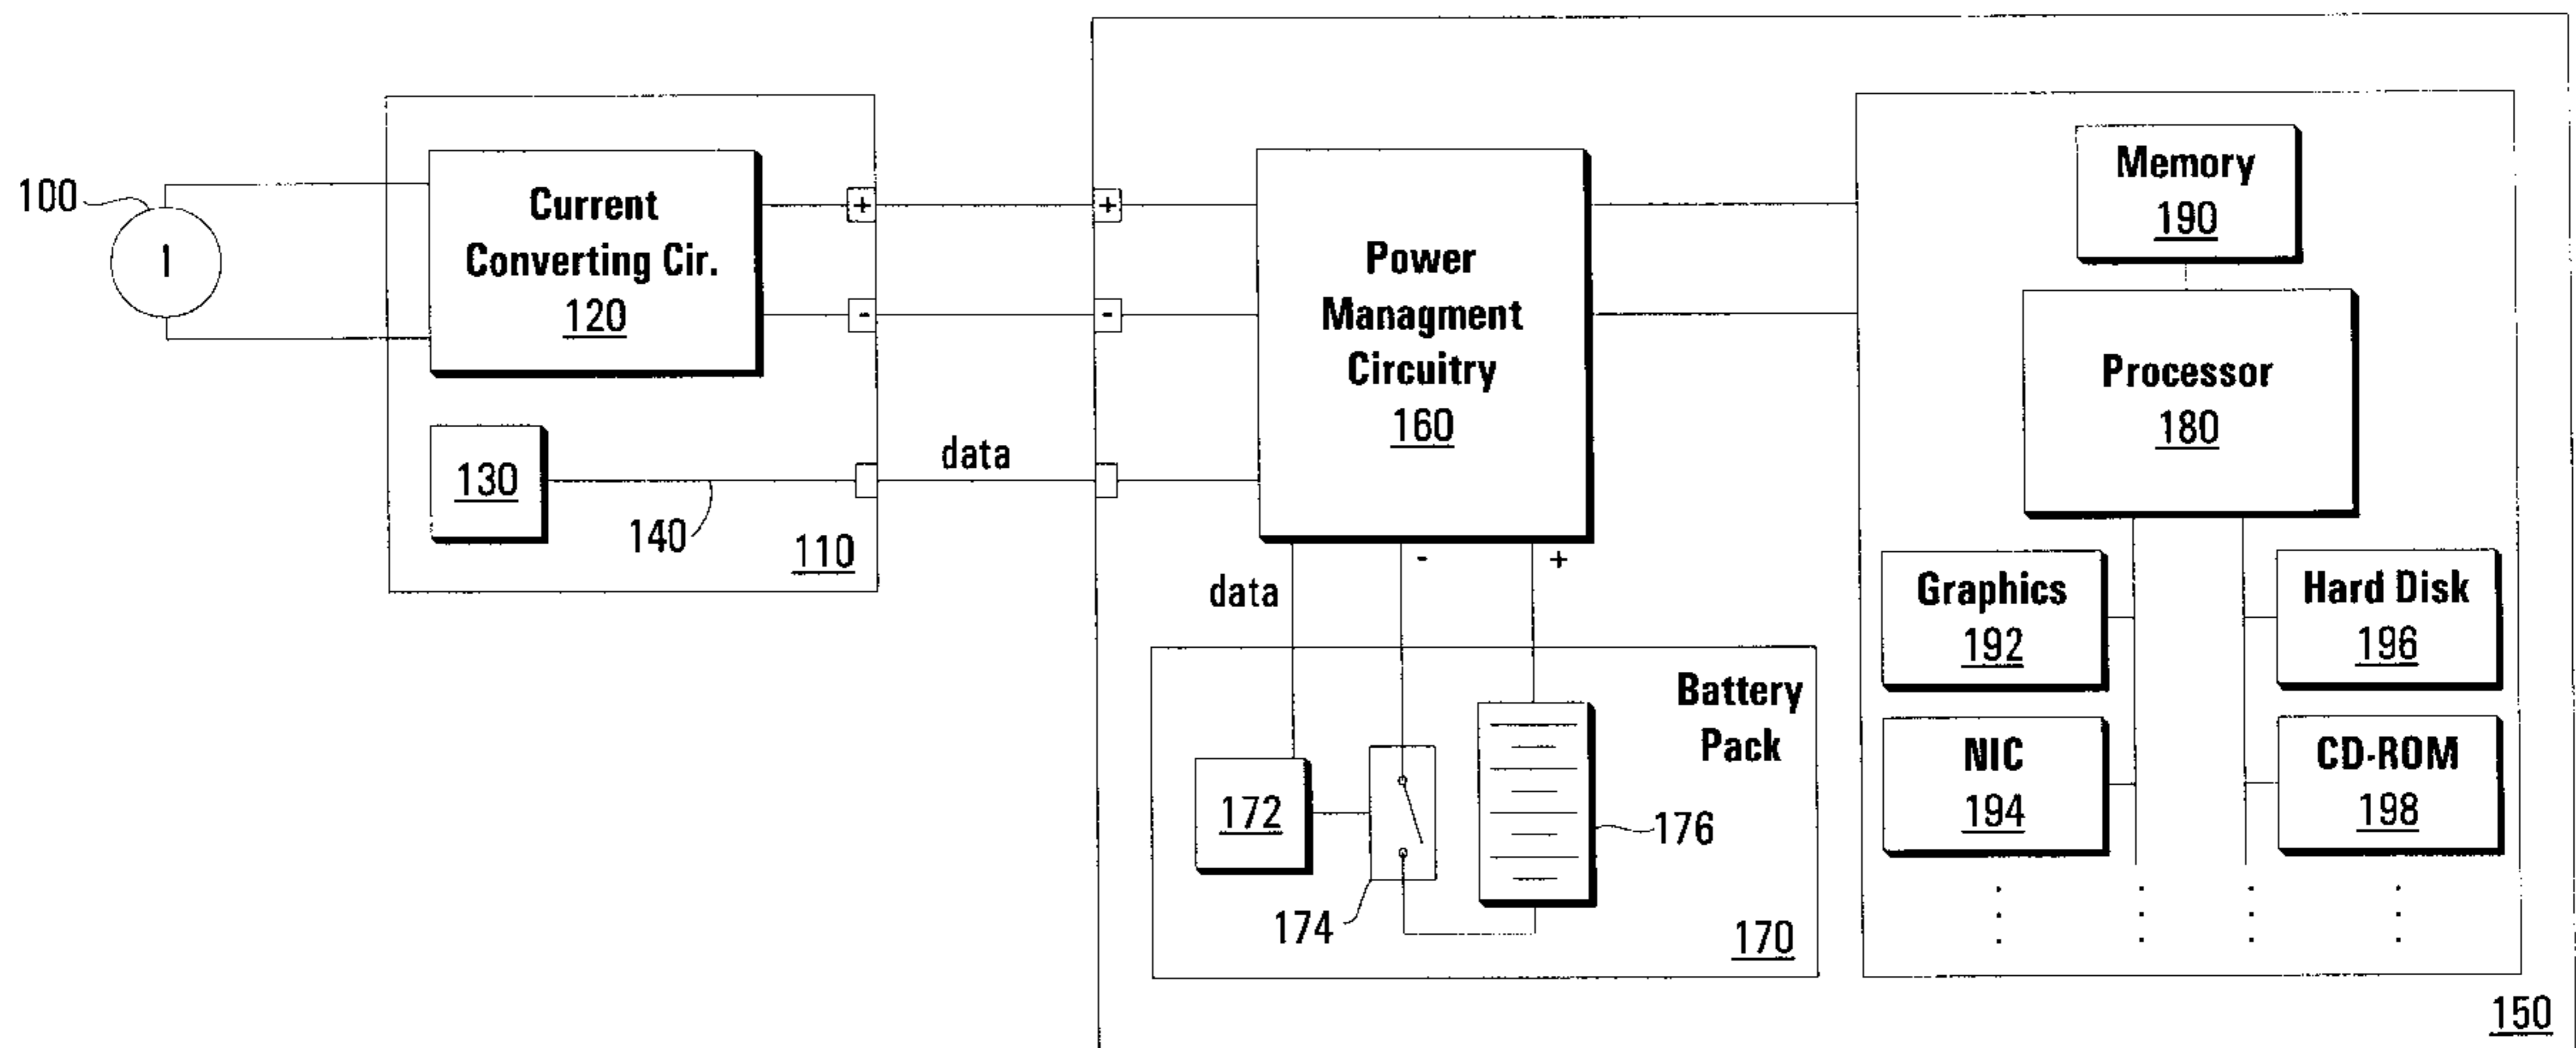 100
1
Current
Converting Cir.
120
+
-
130
140
110
data
+
-
Power
Managment
Circuitry
160
data
-
+
Battery
Pack
172
174
176
170
Memory
190
Processor
180
Graphics
192
Hard Disk
196
NIC
194
CD-ROM
198
150